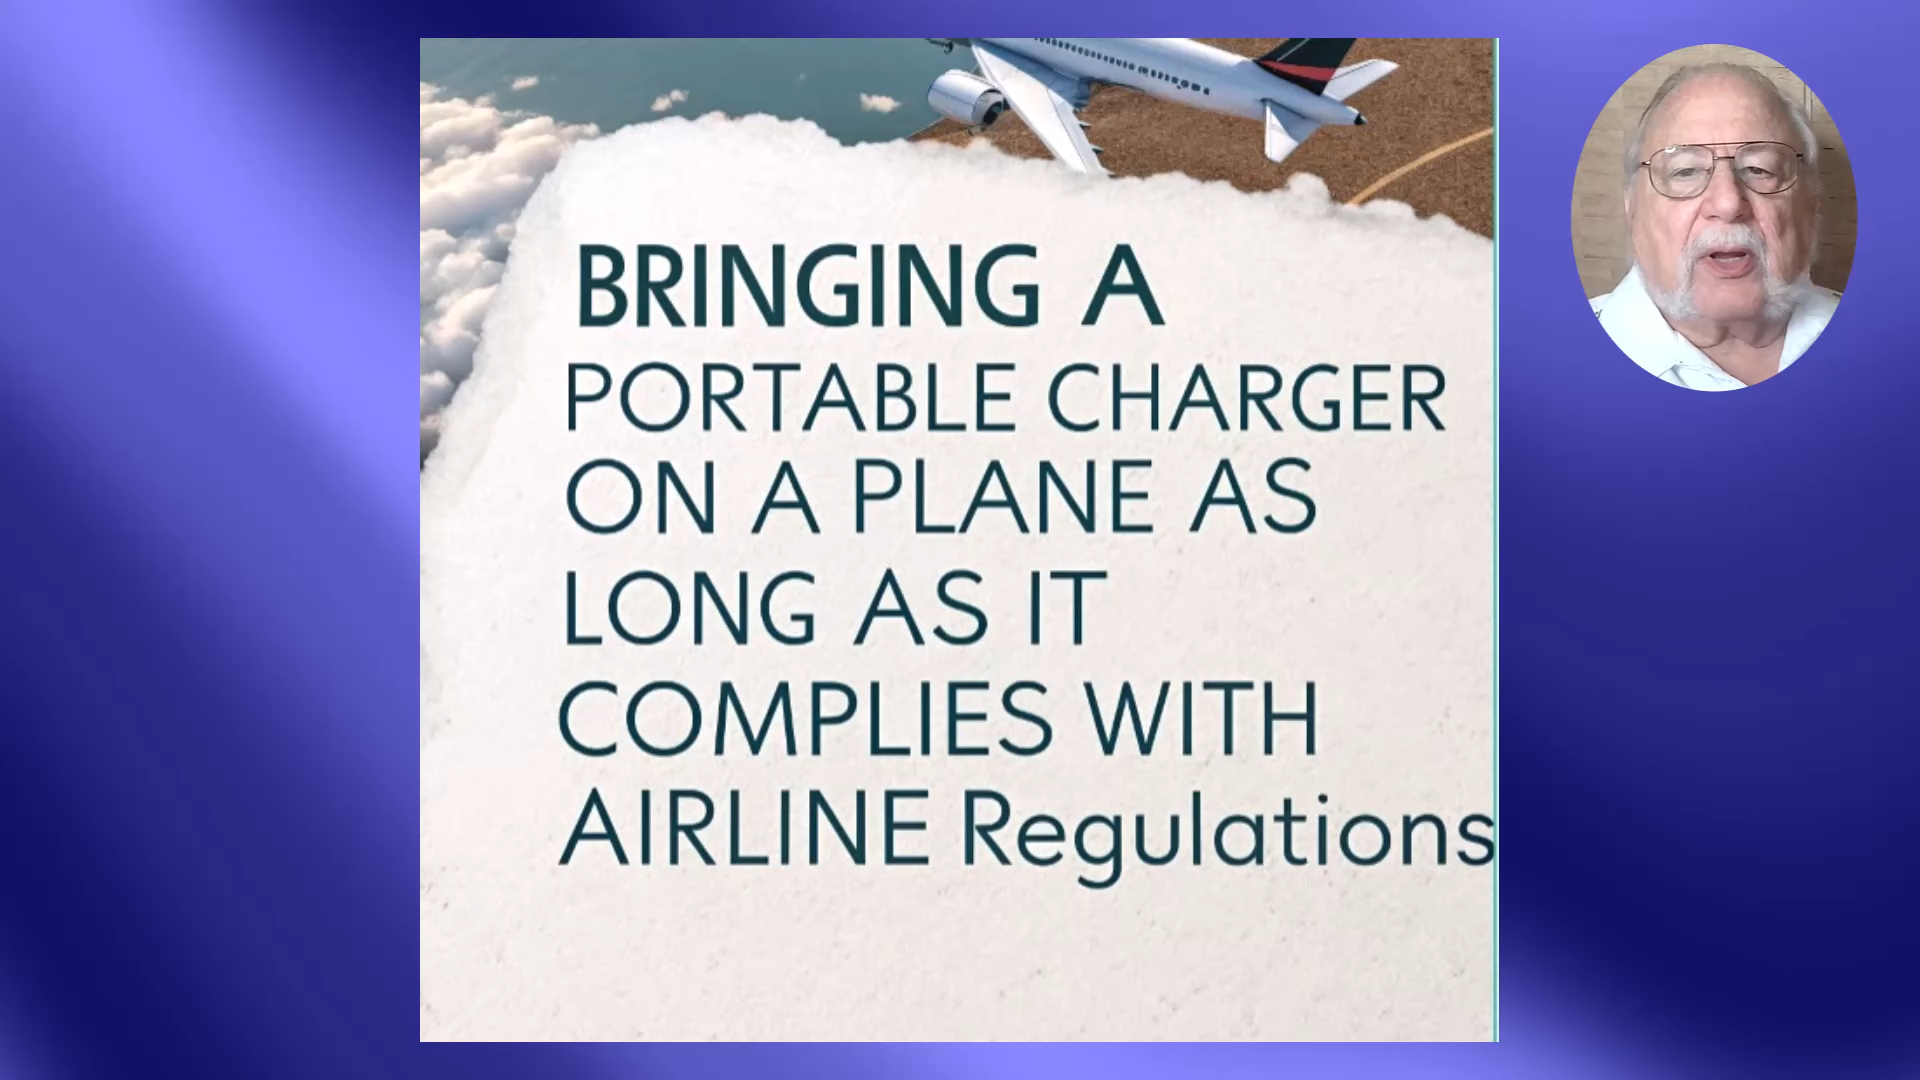 BRINGING A
PORTABLE CHARGER
ON A PLANE AS
LONG AS IT
COMPLIES WITH
AIRLINE Regulations